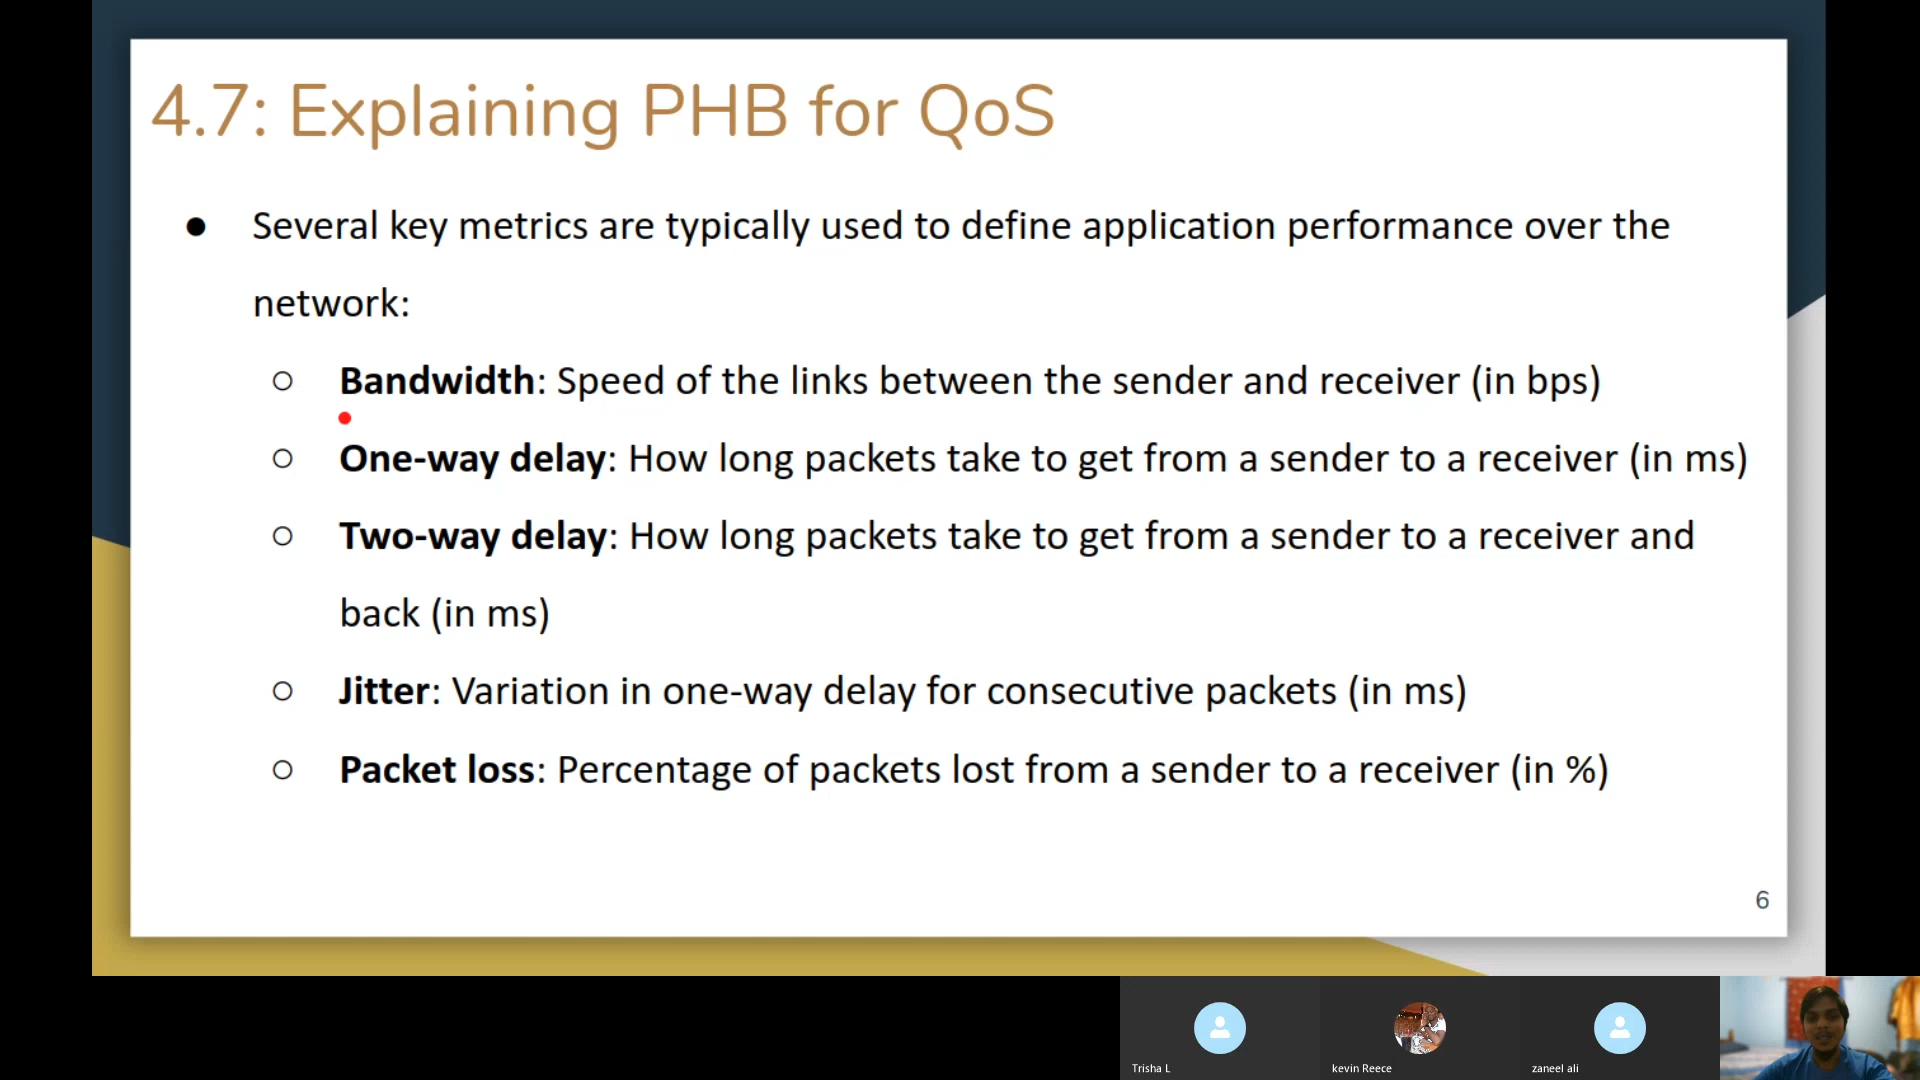 4.7: Explaining PHB for QoS
● Several key metrics are typically used to define application performance over the
network:
○ Bandwidth: Speed of the links between the sender and receiver (in bps)
○ One-way delay: How long packets take to get from a sender to a receiver (in ms)
○ Two-way delay: How long packets take to get from a sender to a receiver and
back (in ms)
○ Jitter: Variation in one-way delay for consecutive packets (in ms)
○ Packet loss: Percentage of packets lost from a sender to a receiver (in %)
6
Trisha L
kevin Reece
zaneel ali